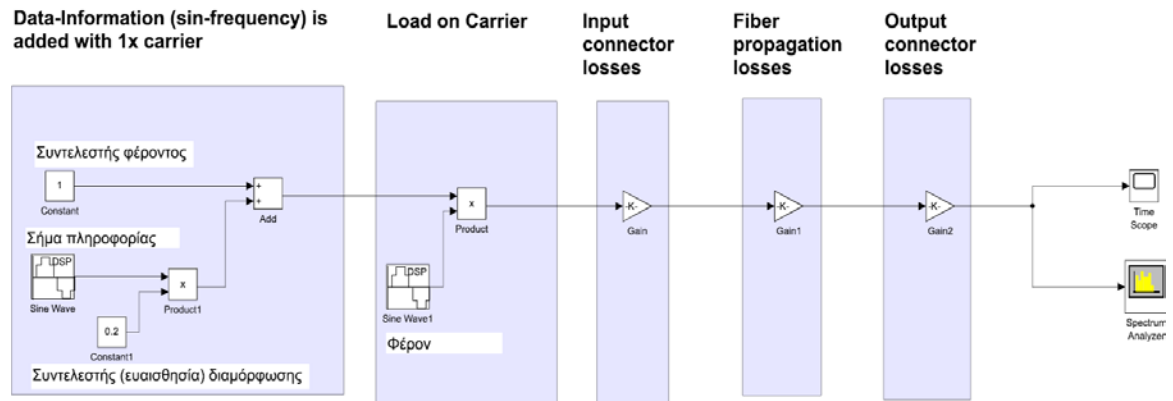 Data-Information (sin-frequency) is
added with 1x carrier
Load on Carrier
Input
connector
losses
Fiber
propagation
losses
Output
connector
losses
Συντελεστής φέροντος
1
Constant
+
+
Add
Σήμα πληροφορίας
DSP
Sine Wave
x
Product1
0.2
Constant1
Συντελεστής (ευαισθησία) διαμόρφωσης
x
Product
DSP
Sine Wave1
Φέρον
-K-
Gain
-K-
Gain1
-K-
Gain2
Time
Scope
Spectrum
Analyzer